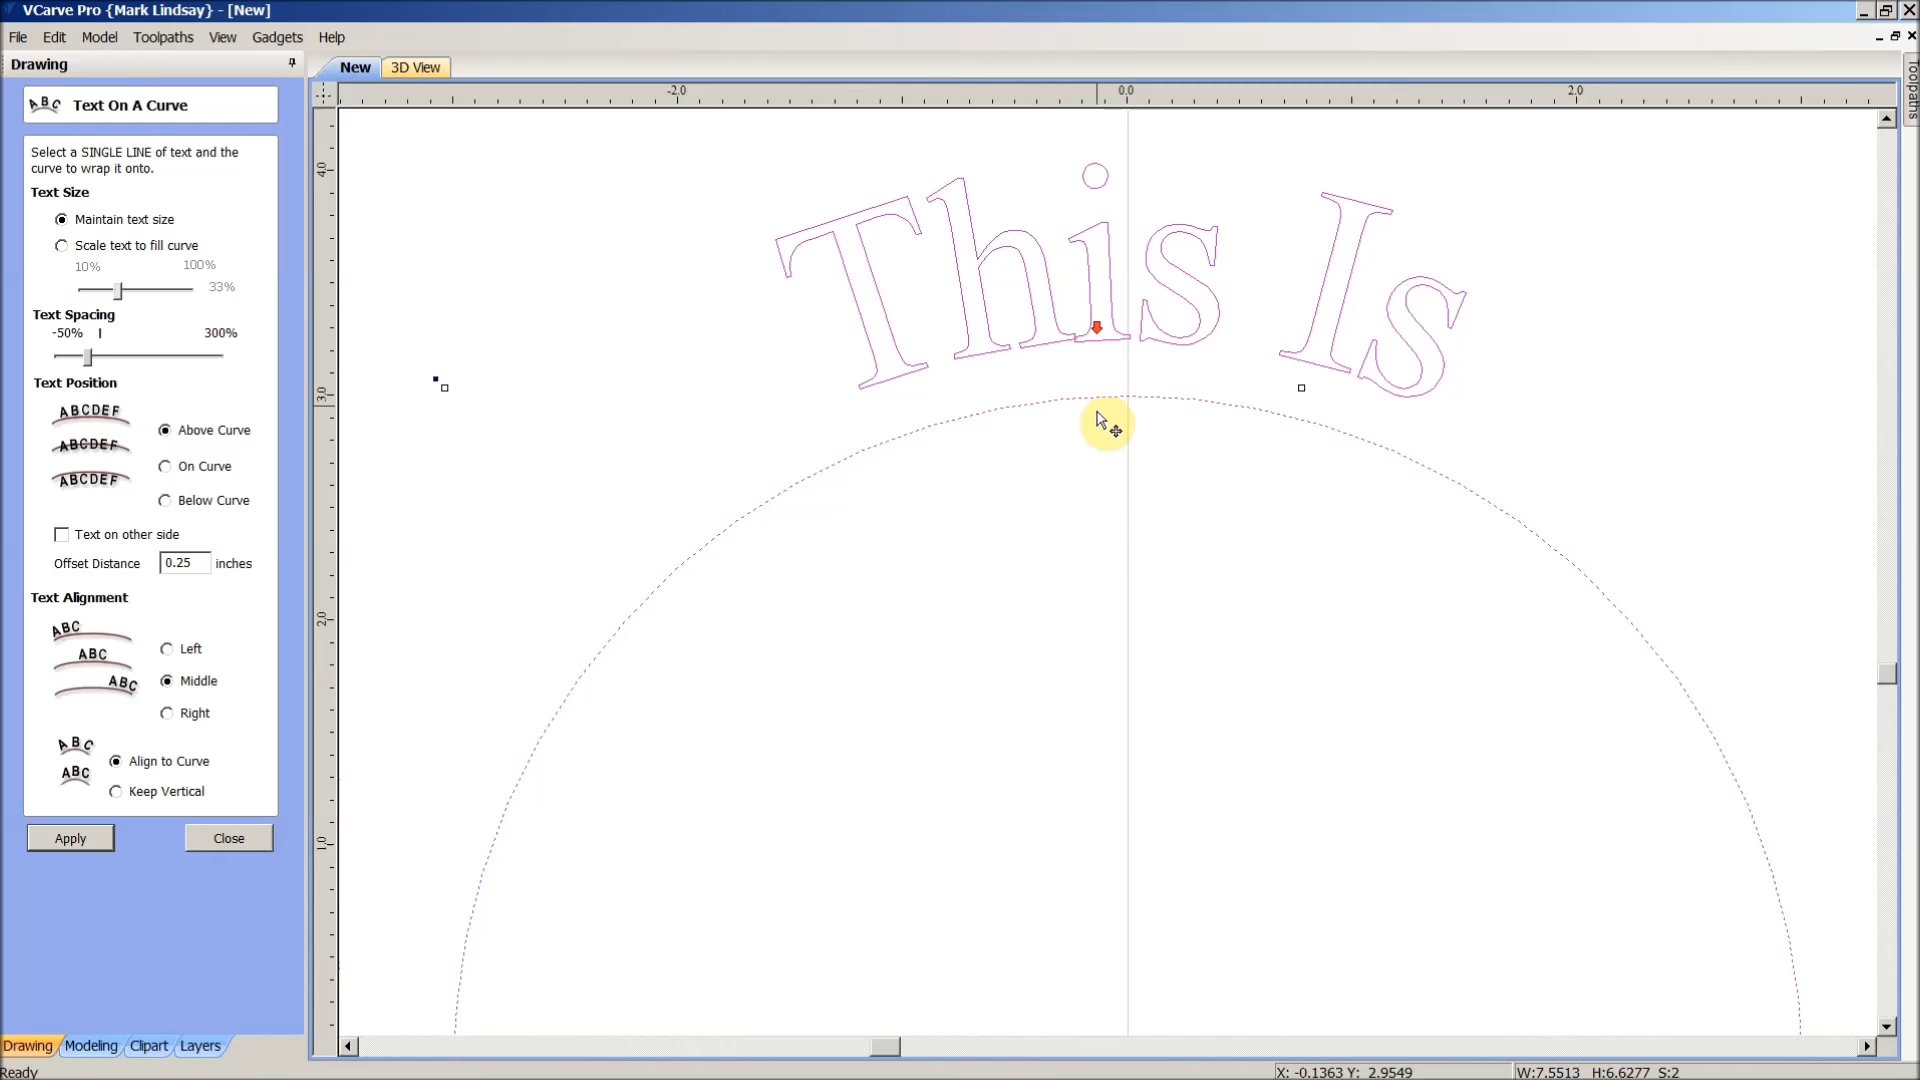 VCarve Pro {Mark Lindsay} - [New]
File Edit Model Toolpaths View Gadgets Help
Drawing
New 3D View
Toolpaths
ABC Text On A Curve
-2.0 0.0 2.0
Select a SINGLE LINE of text and the
curve to wrap it onto.
Text Size
Maintain text size
Scale text to fill curve
10% 100%
33%
Text Spacing
-50% 300%
Text Position
ABCDEF Above Curve
ABCDEF On Curve
ABCDEF Below Curve
Text on other side
Offset Distance 0.25 inches
Text Alignment
ABC Left
ABC Middle
ABC Right
ABC Align to Curve
ABC Keep Vertical
Apply Close
4.0
3.0
2.0
1.0
This Is
Drawing Modeling Clipart Layers
Ready X: -0.1363 Y: 2.9549 W:7.5513 H:6.6277 S:2